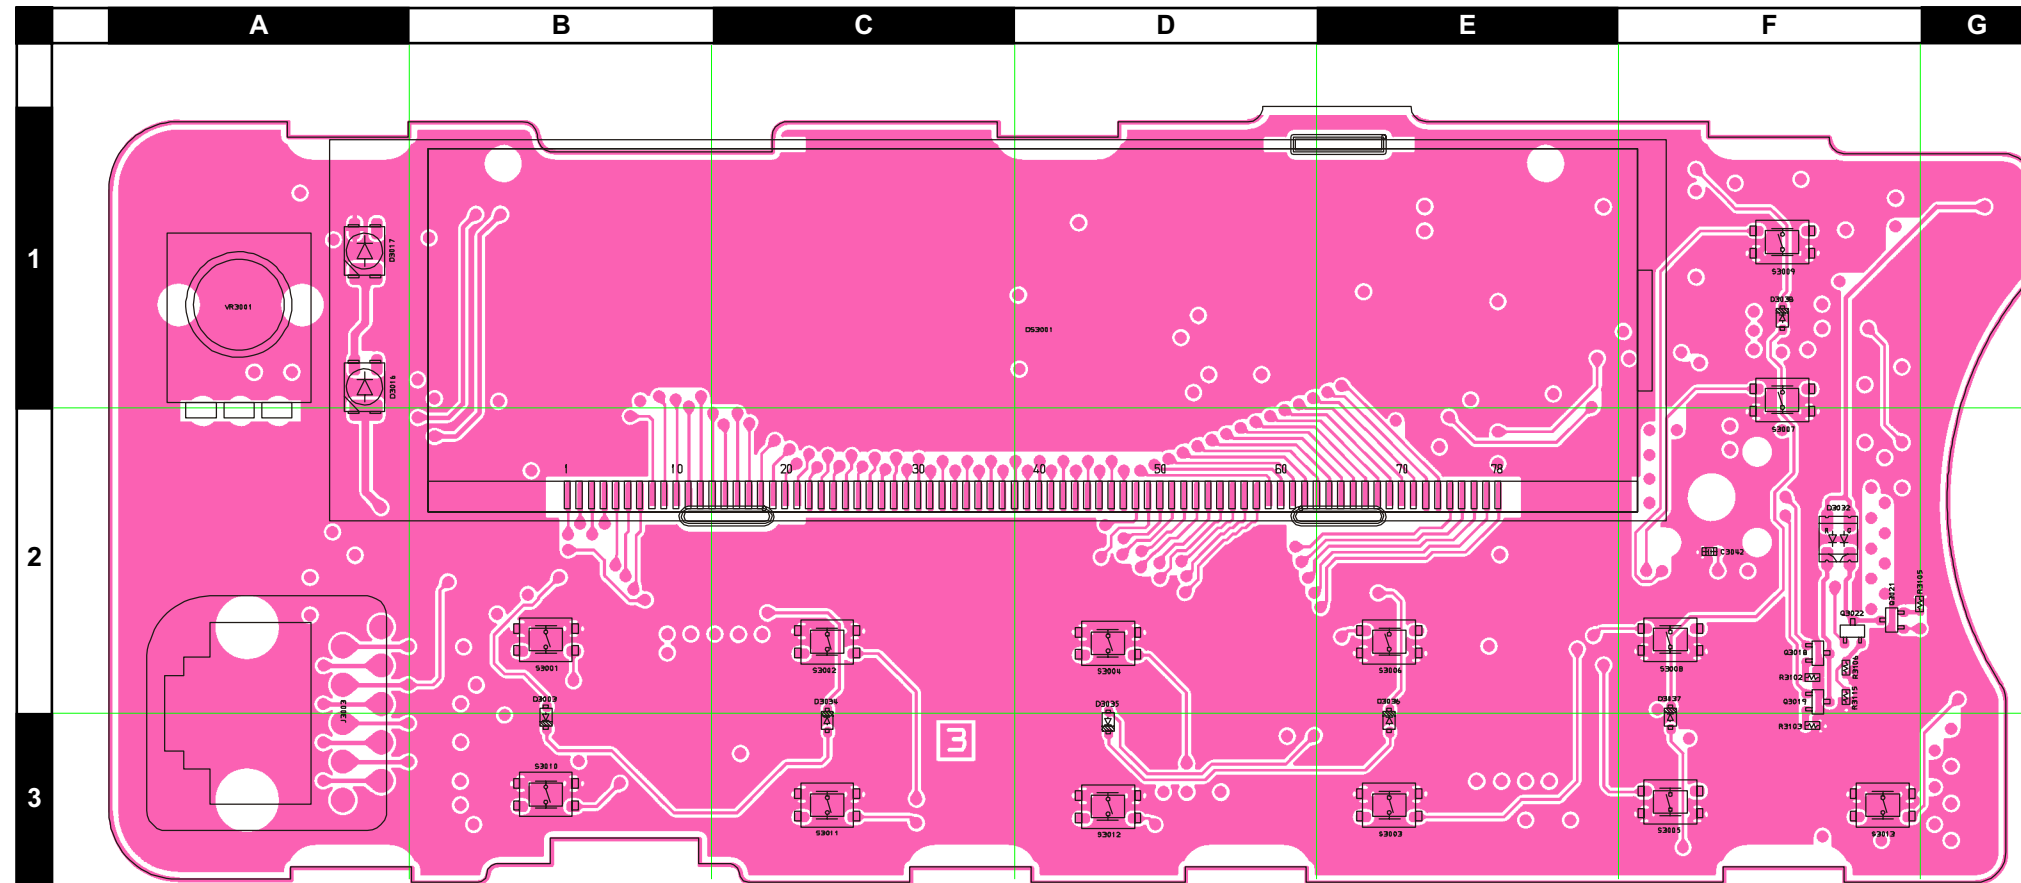 A B C D E F G
1
D3017
S3009
VR3001
D3038
DS3001
D3016
S3007
1 10 20 30 40 50 60 70 78
D3032
R G
2
C3042
R3105
Q3021
Q3022
S3001 S3002 S3004 S3006 S3008
Q3018
R3106
R3102
J3003
D3003 D3034 D3035 D3036 D3037
Q3019
R3115
R3103
3
S3010
3
S3011 S3012 S3003 S3005 S3013